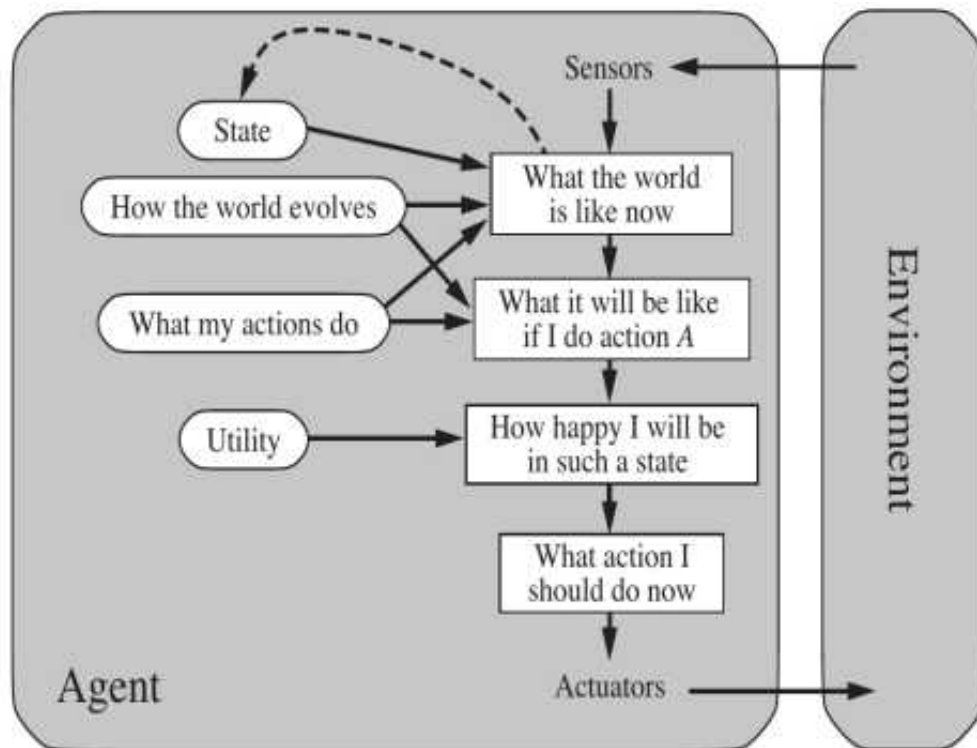 Sensors
State
What the world
is like now
How the world evolves
What it will be like
if I do action A
What my actions do
How happy I will be
in such a state
Utility
What action I
should do now
Agent
Actuators
Environment